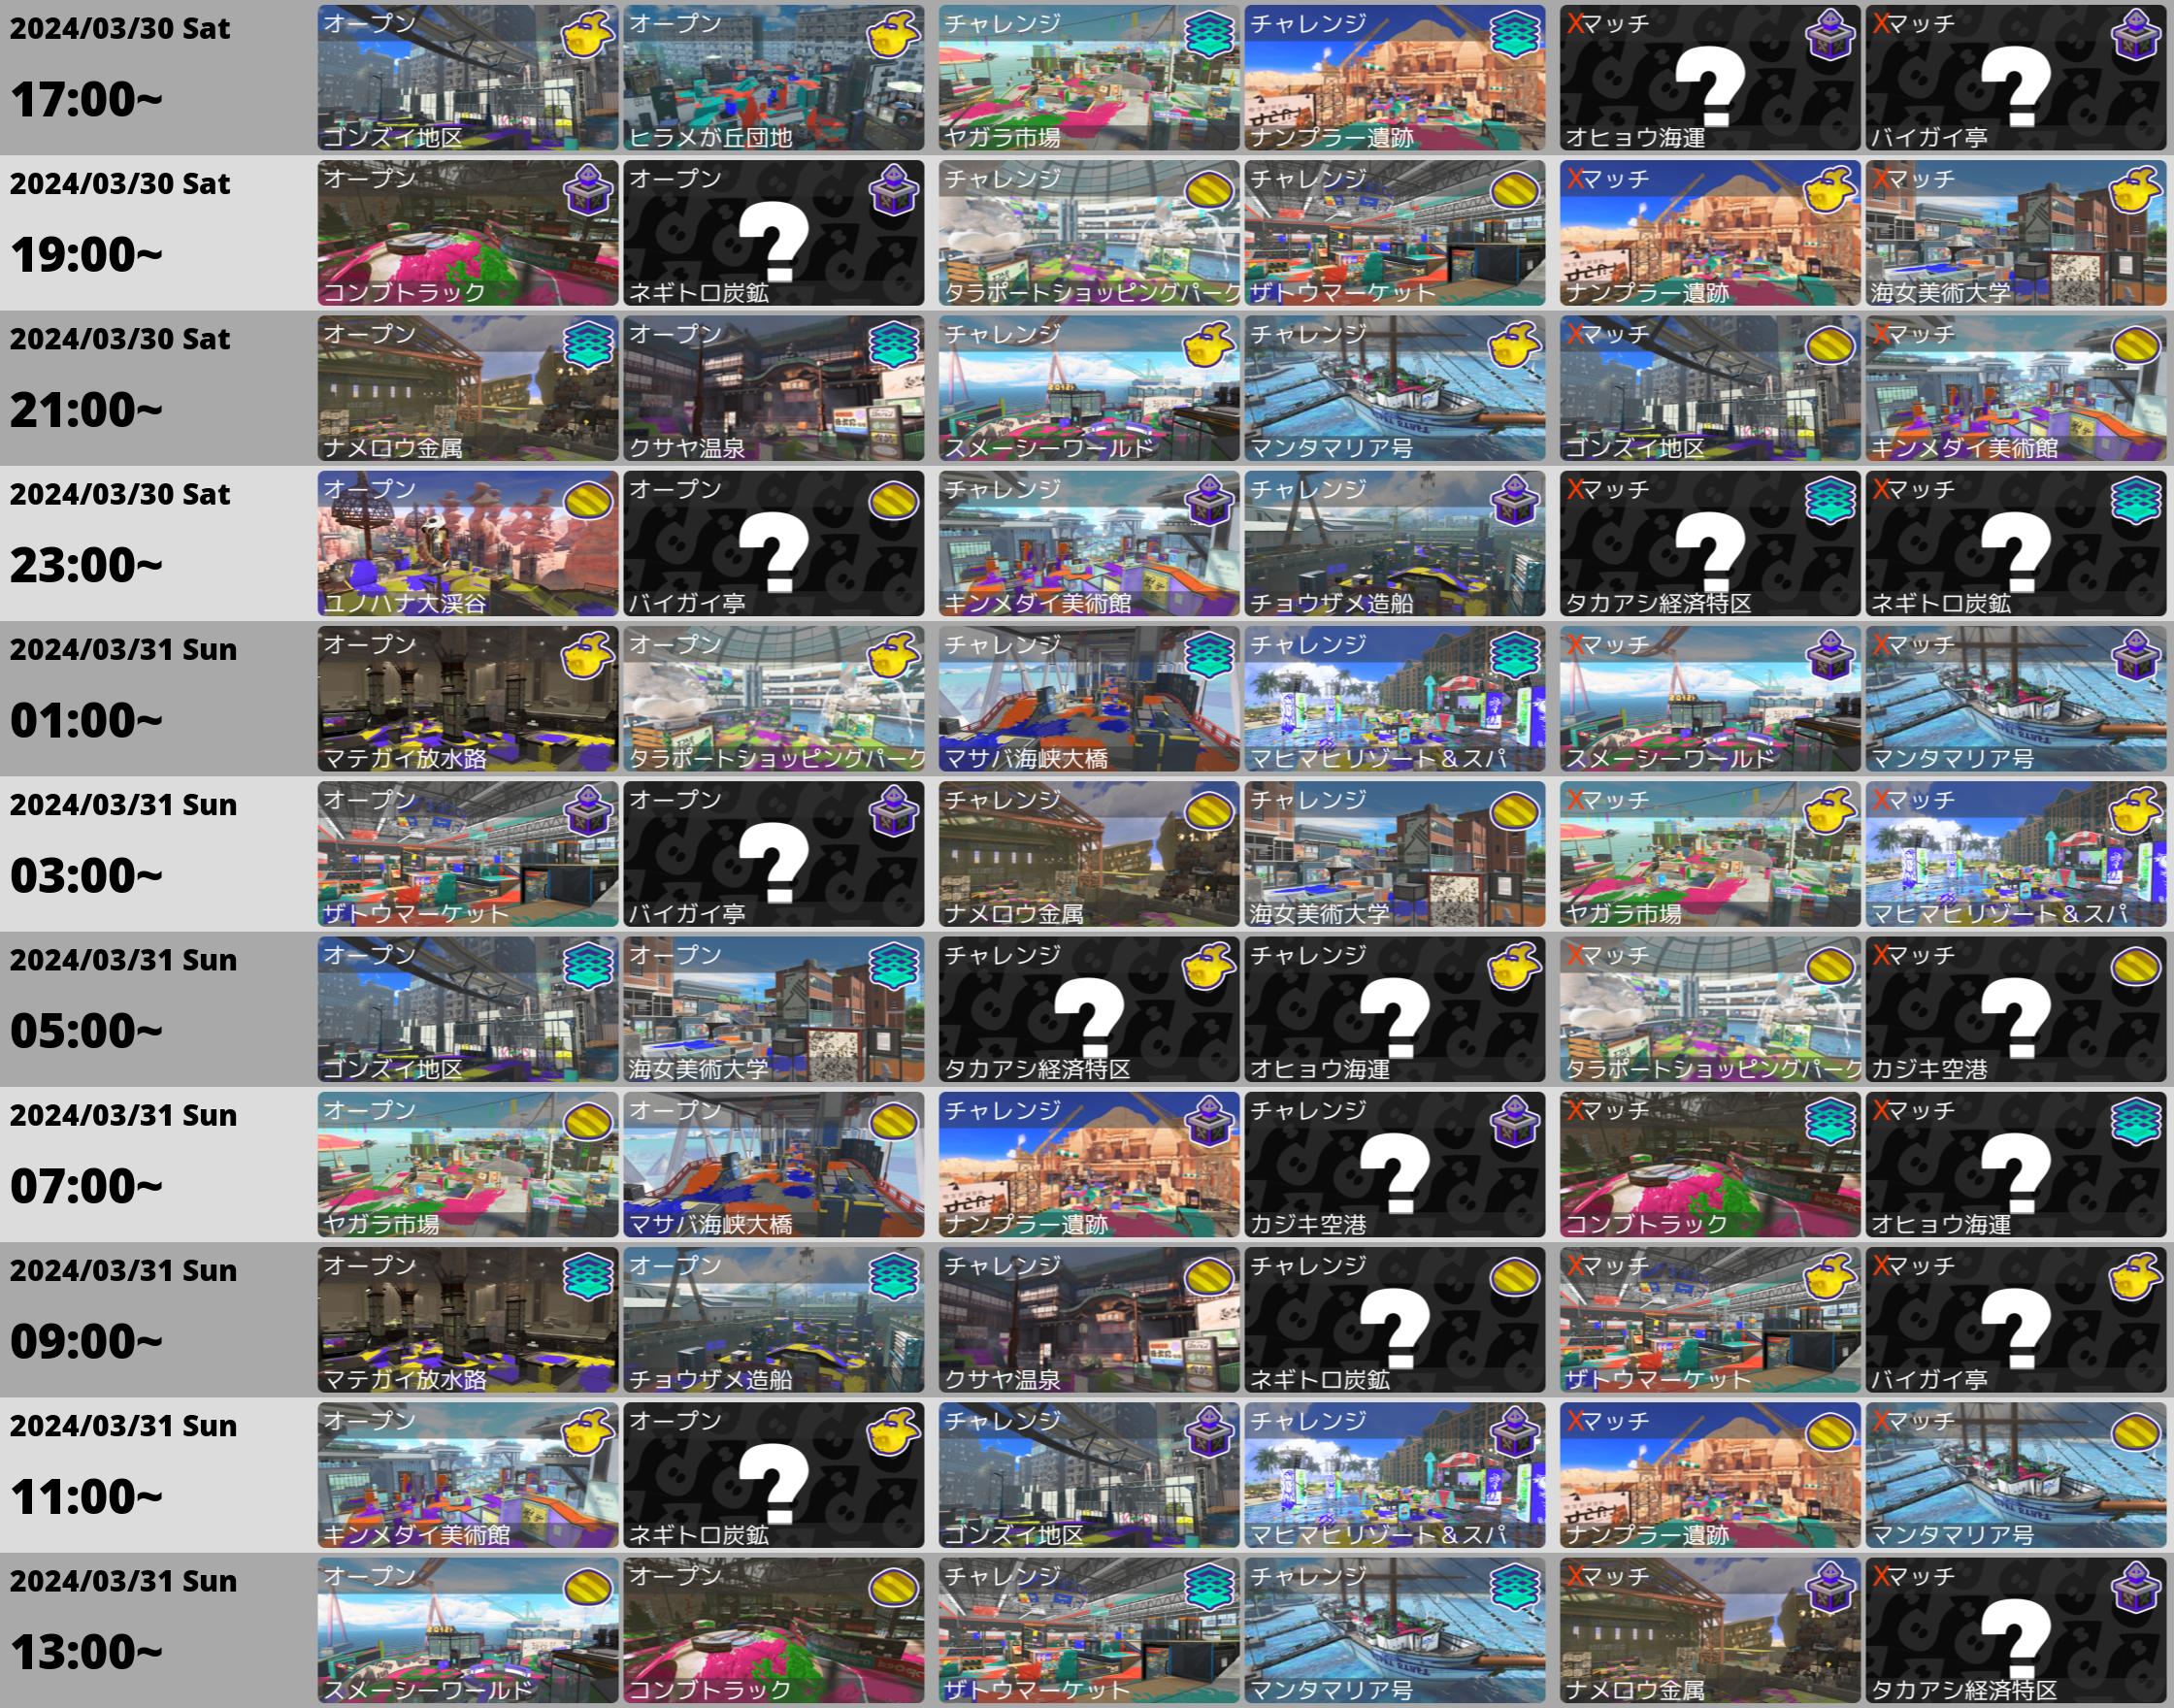 2024/03/30 Sat
17:00~
オープン
ゴンズイ地区
オープン
ヒラメが丘団地
チャレンジ
ヤガラ市場
チャレンジ
ナンプラー遺跡
Xマッチ
オヒョウ海運
Xマッチ
バイガイ亭
2024/03/30 Sat
19:00~
オープン
コンブトラック
オープン
ネギトロ炭鉱
チャレンジ
タラポートショッピングパーク
チャレンジ
ザトウマーケット
Xマッチ
ナンプラー遺跡
Xマッチ
海女美術大学
2024/03/30 Sat
21:00~
オープン
ナメロウ金属
オープン
クサヤ温泉
チャレンジ
スメーシーワールド
チャレンジ
マンタマリア号
Xマッチ
ゴンズイ地区
Xマッチ
キンメダイ美術館
2024/03/30 Sat
23:00~
オープン
ユノハナ大渓谷
オープン
バイガイ亭
チャレンジ
キンメダイ美術館
チャレンジ
チョウザメ造船
Xマッチ
タカアシ経済特区
Xマッチ
ネギトロ炭鉱
2024/03/31 Sun
01:00~
オープン
マテガイ放水路
オープン
タラポートショッピングパーク
チャレンジ
マサバ海峡大橋
チャレンジ
マヒマヒリゾート＆スパ
Xマッチ
スメーシーワールド
Xマッチ
マンタマリア号
2024/03/31 Sun
03:00~
オープン
ザトウマーケット
オープン
バイガイ亭
チャレンジ
ナメロウ金属
チャレンジ
海女美術大学
Xマッチ
ヤガラ市場
Xマッチ
マヒマヒリゾート＆スパ
2024/03/31 Sun
05:00~
オープン
ゴンズイ地区
オープン
海女美術大学
チャレンジ
タカアシ経済特区
チャレンジ
オヒョウ海運
Xマッチ
タラポートショッピングパーク
Xマッチ
カジキ空港
2024/03/31 Sun
07:00~
オープン
ヤガラ市場
オープン
マサバ海峡大橋
チャレンジ
ナンプラー遺跡
チャレンジ
カジキ空港
Xマッチ
コンブトラック
Xマッチ
オヒョウ海運
2024/03/31 Sun
09:00~
オープン
マテガイ放水路
オープン
チョウザメ造船
チャレンジ
クサヤ温泉
チャレンジ
ネギトロ炭鉱
Xマッチ
ザトウマーケット
Xマッチ
バイガイ亭
2024/03/31 Sun
11:00~
オープン
キンメダイ美術館
オープン
ネギトロ炭鉱
チャレンジ
ゴンズイ地区
チャレンジ
マヒマヒリゾート＆スパ
Xマッチ
ナンプラー遺跡
Xマッチ
マンタマリア号
2024/03/31 Sun
13:00~
オープン
スメーシーワールド
オープン
コンブトラック
チャレンジ
ザトウマーケット
チャレンジ
マンタマリア号
Xマッチ
ナメロウ金属
Xマッチ
タカアシ経済特区